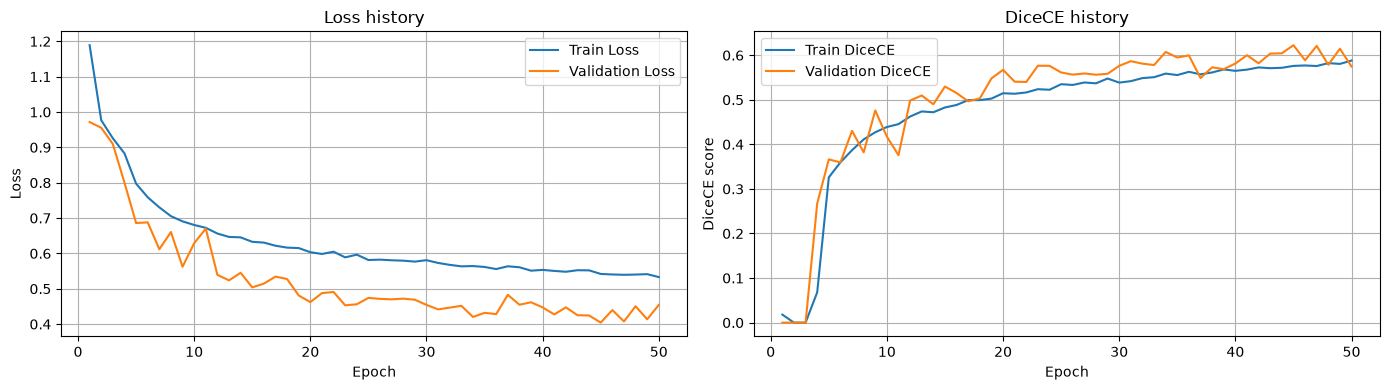 Loss history
Loss
1.2
1.1
1.0
0.9
0.8
0.7
0.6
0.5
0.4
Train Loss
Validation Loss
0 10 20 30 40 50
Epoch
DiceCE history
DiceCE score
0.6
0.5
0.4
0.3
0.2
0.1
0.0
Train DiceCE
Validation DiceCE
0 10 20 30 40 50
Epoch